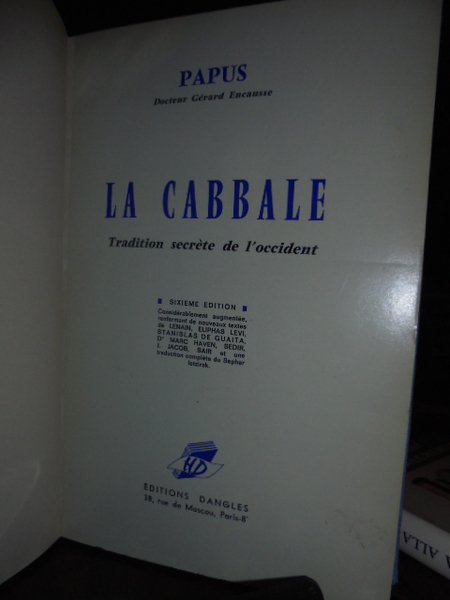 PAPUS
Docteur Gérard Encausse
LA CABBALE
Tradition secrète de l'occident
SIXIEME EDITION
Considérablement augmentée,
renfermant de nouveaux textes
de LENAIN, ELIPHAS LEVI,
STANISLAS DE GUAITA,
Dr MARC HAVEN, SEDIR,
J. JACOB, SAIR et une
traduction complète du Sepher
Ietzirah.
HD
EDITIONS DANGLES
38, rue de Moscou, Paris-8e
ALLA